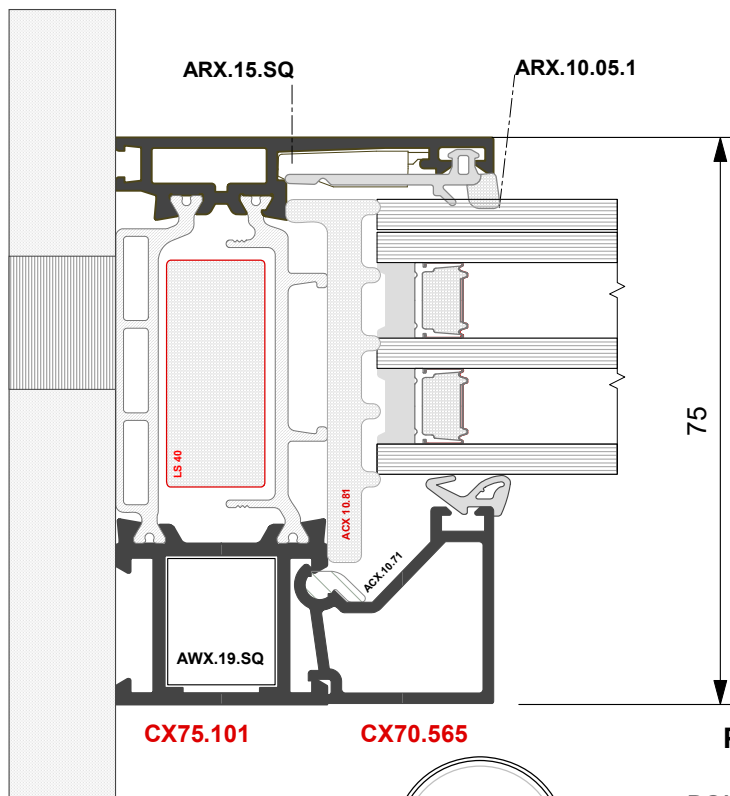 ARX.15.SQ
ARX.10.05.1
75
LS 40
ACX 10.81
ACX.10.71
AWX.19.SQ
CX75.101
CX70.565